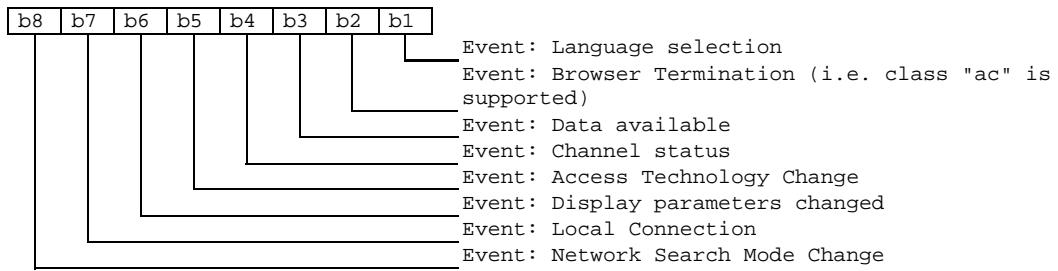 b8 b7 b6 b5 b4 b3 b2 b1
Event: Language selection
Event: Browser Termination (i.e. class "ac" is
supported)
Event: Data available
Event: Channel status
Event: Access Technology Change
Event: Display parameters changed
Event: Local Connection
Event: Network Search Mode Change